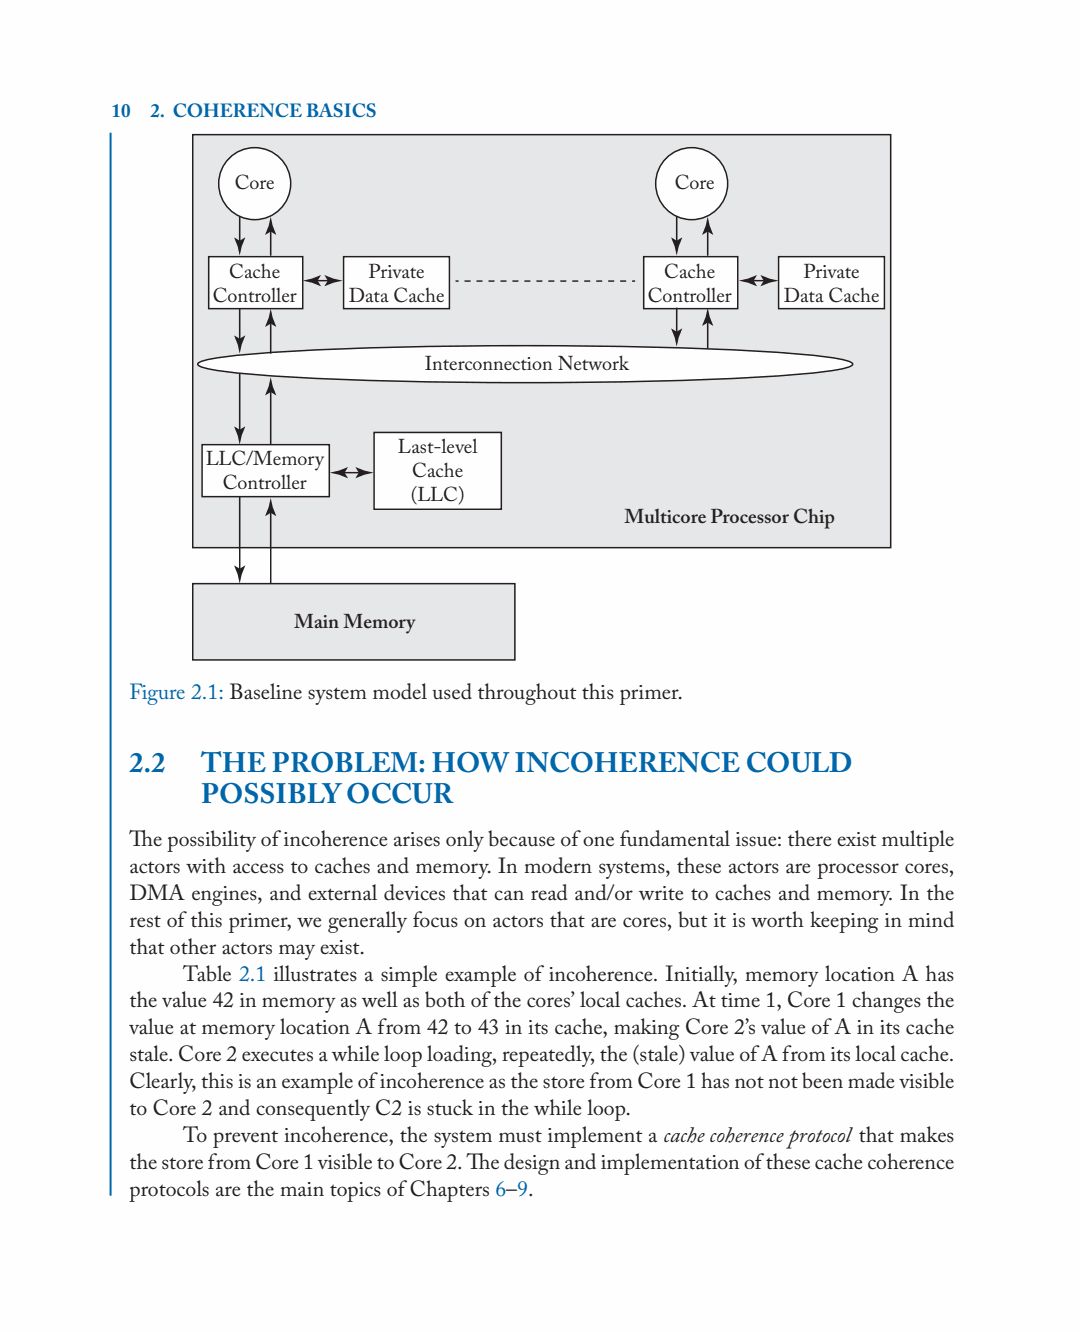 10 2. COHERENCE BASICS
Core
Core
Cache
Controller
Private
Data Cache
Cache
Controller
Private
Data Cache
Interconnection Network
LLC/Memory
Controller
Last-level
Cache
(LLC)
Multicore Processor Chip
Main Memory
Figure 2.1: Baseline system model used throughout this primer.
2.2 THE PROBLEM: HOW INCOHERENCE COULD
POSSIBLY OCCUR
The possibility of incoherence arises only because of one fundamental issue: there exist multiple
actors with access to caches and memory. In modern systems, these actors are processor cores,
DMA engines, and external devices that can read and/or write to caches and memory. In the
rest of this primer, we generally focus on actors that are cores, but it is worth keeping in mind
that other actors may exist.
Table 2.1 illustrates a simple example of incoherence. Initially, memory location A has
the value 42 in memory as well as both of the cores’ local caches. At time 1, Core 1 changes the
value at memory location A from 42 to 43 in its cache, making Core 2’s value of A in its cache
stale. Core 2 executes a while loop loading, repeatedly, the (stale) value of A from its local cache.
Clearly, this is an example of incoherence as the store from Core 1 has not not been made visible
to Core 2 and consequently C2 is stuck in the while loop.
To prevent incoherence, the system must implement a cache coherence protocol that makes
the store from Core 1 visible to Core 2. The design and implementation of these cache coherence
protocols are the main topics of Chapters 6–9.